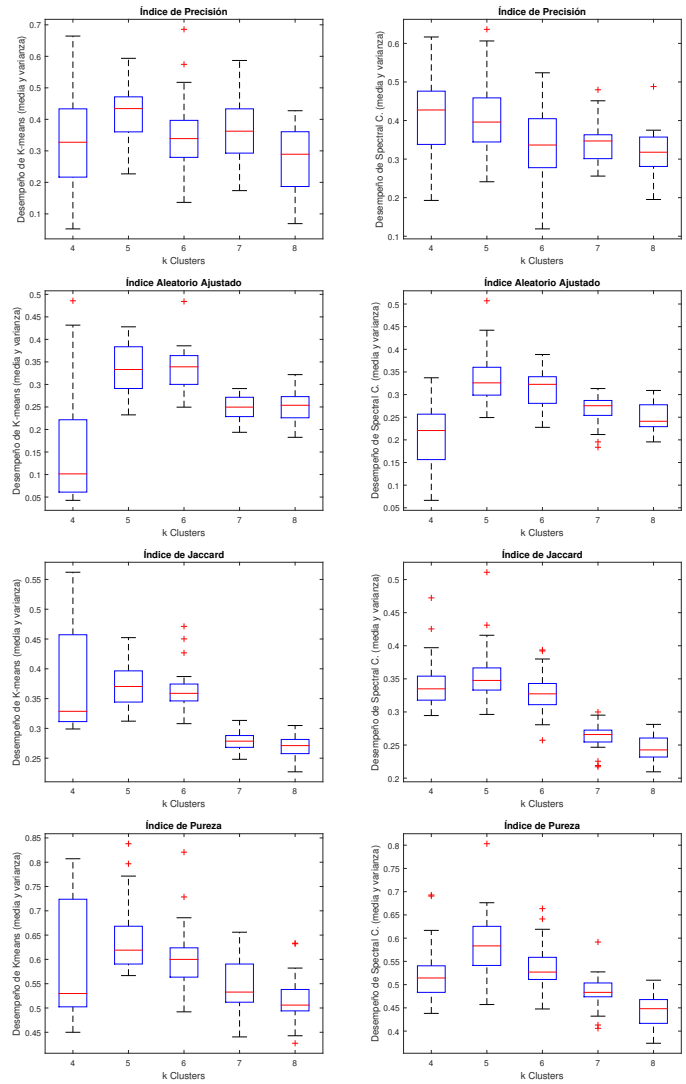 Índice de Precisión
Desempeño de K-means (media y varianza)
0.7
0.6
0.5
0.4
0.3
0.2
0.1
4 5 6 7 8
k Clusters
Índice de Precisión
Desempeño de Spectral C. (media y varianza)
0.6
0.5
0.4
0.3
0.2
0.1
4 5 6 7 8
k Clusters
Índice Aleatorio Ajustado
Desempeño de K-means (media y varianza)
0.5
0.45
0.4
0.35
0.3
0.25
0.2
0.15
0.1
0.05
4 5 6 7 8
k Clusters
Índice Aleatorio Ajustado
Desempeño de Spectral C. (media y varianza)
0.5
0.45
0.4
0.35
0.3
0.25
0.2
0.15
0.1
0.05
4 5 6 7 8
k Clusters
Índice de Jaccard
Desempeño de K-means (media y varianza)
0.55
0.5
0.45
0.4
0.35
0.3
0.25
4 5 6 7 8
k Clusters
Índice de Jaccard
Desempeño de Spectral C. (media y varianza)
0.5
0.45
0.4
0.35
0.3
0.25
0.2
4 5 6 7 8
k Clusters
Índice de Pureza
Desempeño de Kmeans (media y varianza)
0.85
0.8
0.75
0.7
0.65
0.6
0.55
0.5
0.45
4 5 6 7 8
k Clusters
Índice de Pureza
Desempeño de Spectral C. (media y varianza)
0.8
0.75
0.7
0.65
0.6
0.55
0.5
0.45
0.4
4 5 6 7 8
k Clusters